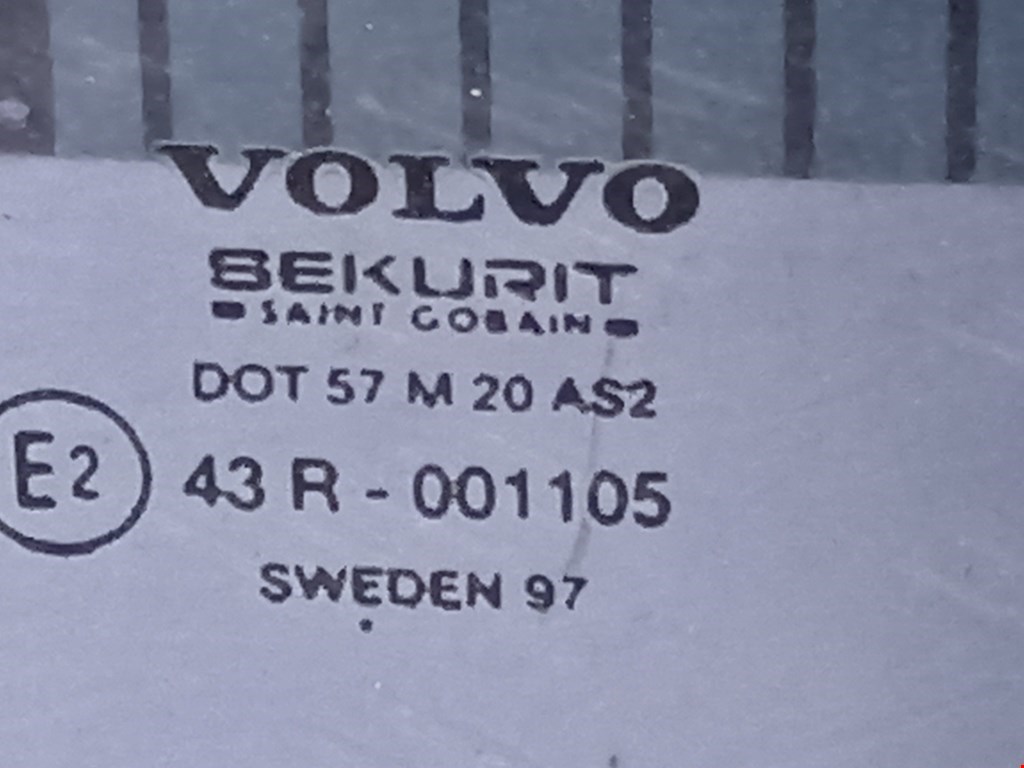 VOLVO
SEKURIT
SAINT GOBAIN
DOT 57 M 20 AS2
E2 43 R - 001105
SWEDEN 97